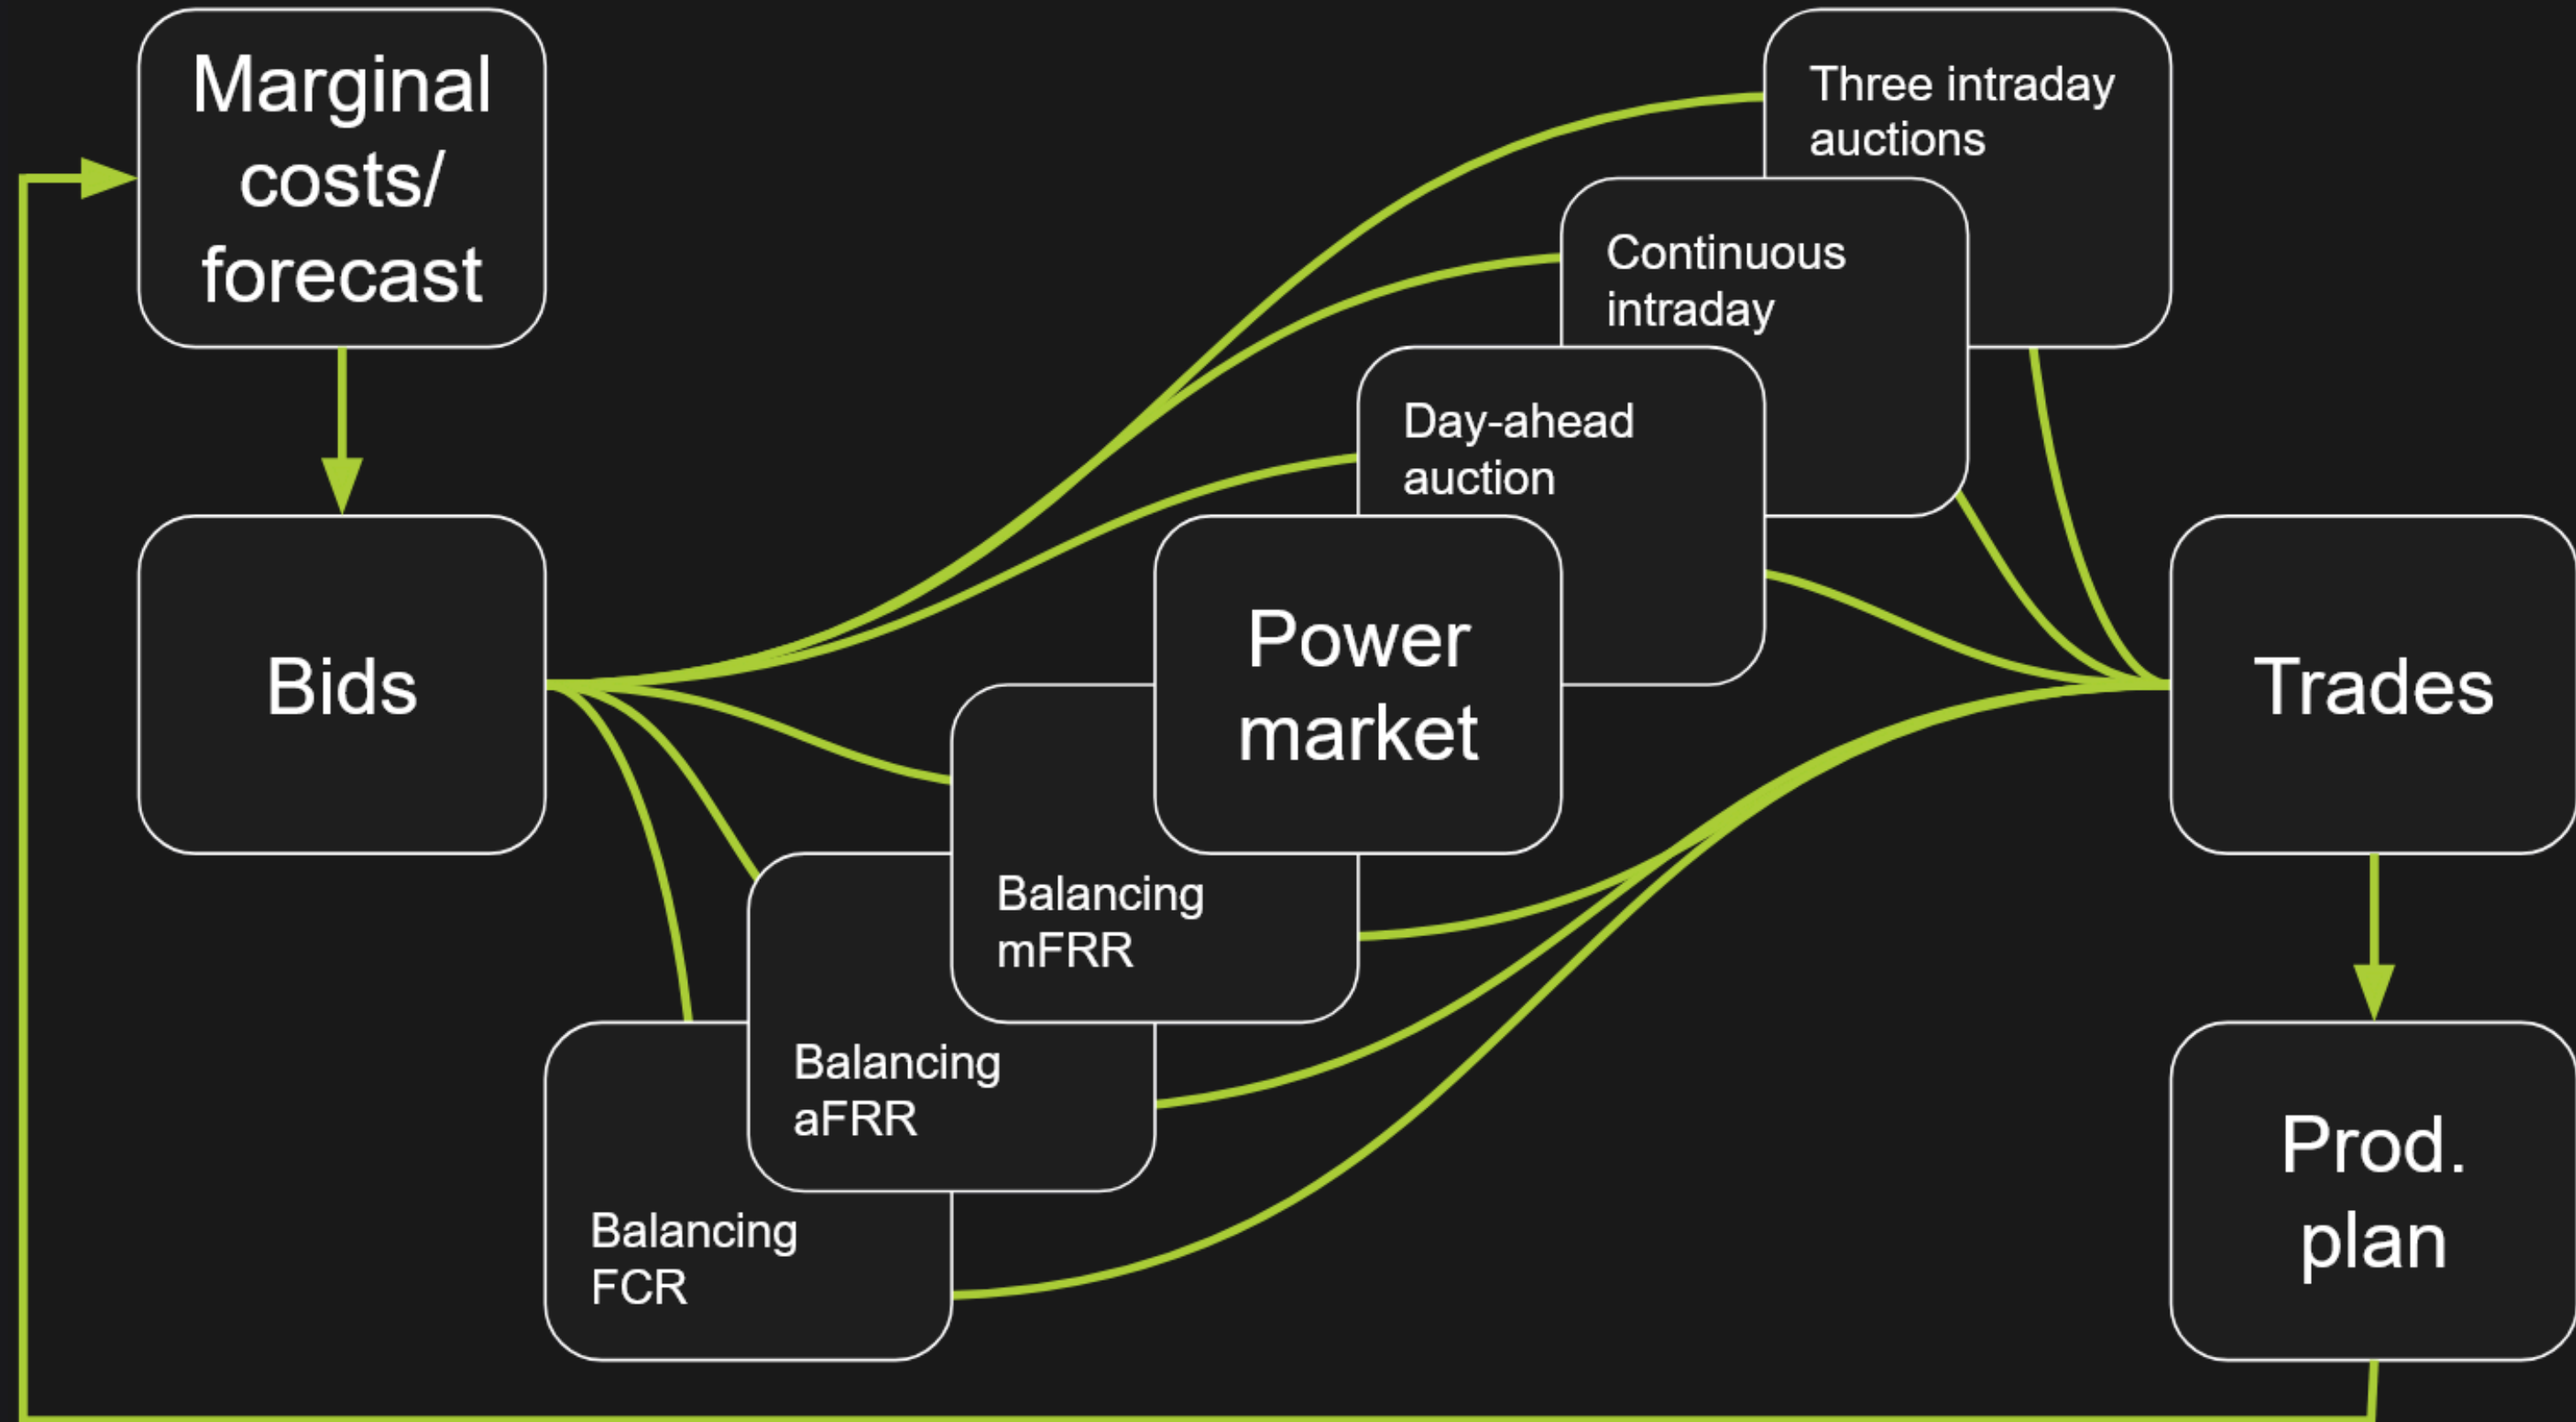 Marginal
costs/
forecast
Three intraday
auctions
Continuous
intraday
Day-ahead
auction
Bids
Power
market
Trades
Balancing
mFRR
Balancing
aFRR
Balancing
FCR
Prod.
plan